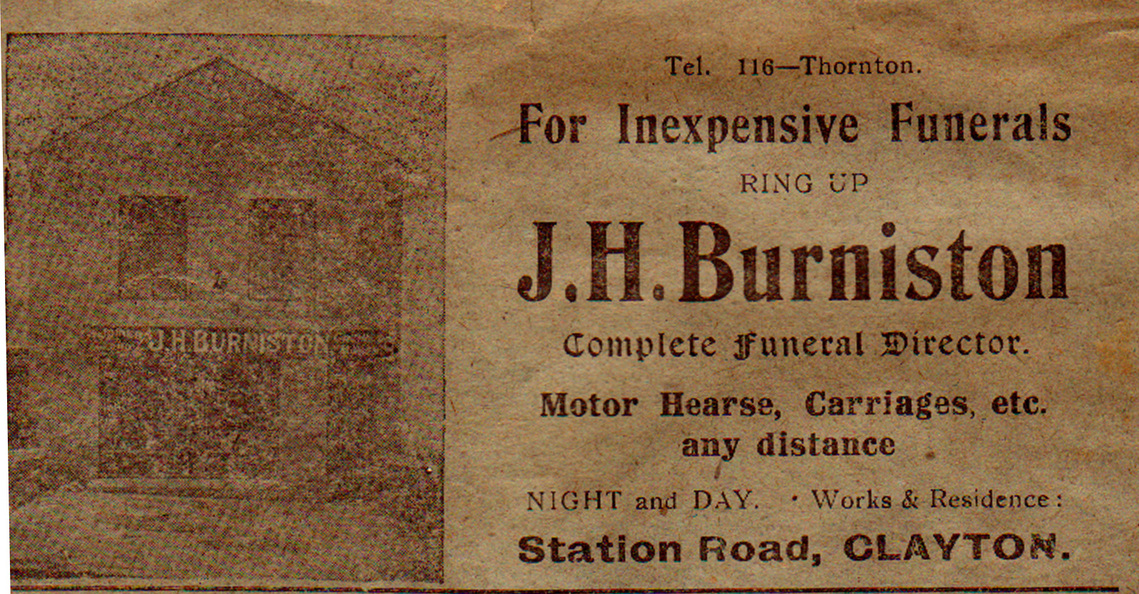 J.H.BURNISTON
Tel. 116—Thornton.
For Inexpensive Funerals
RING UP
J.H.Burniston
Complete Funeral Director.
Motor Hearse, Carriages, etc.
any distance
NIGHT and DAY. · Works & Residence:
Station Road, CLAYTON.